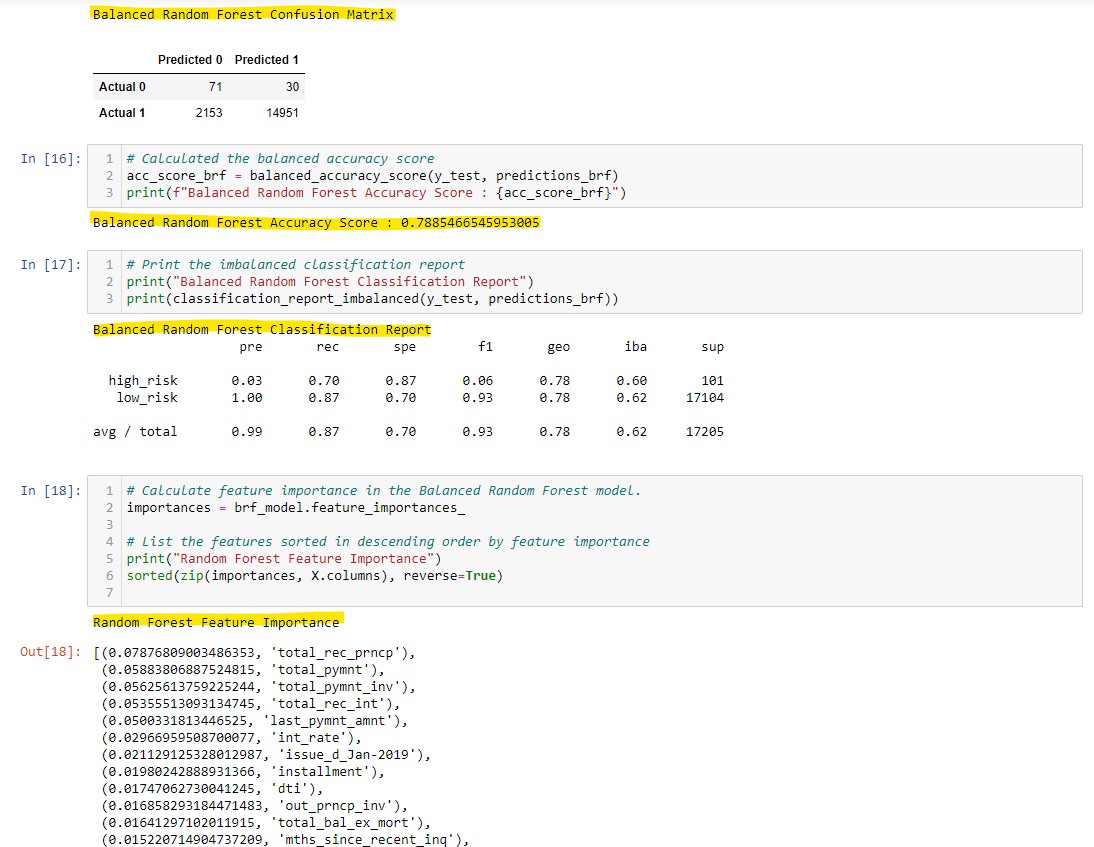 Balanced Random Forest Confusion Matrix
Predicted 0 Predicted 1
Actual 0 71 30
Actual 1 2153 14951
In [16]: 1 # Calculated the balanced accuracy score
2 acc_score_brf = balanced_accuracy_score(y_test, predictions_brf)
3 print(f"Balanced Random Forest Accuracy Score : {acc_score_brf}")
Balanced Random Forest Accuracy Score : 0.7885466545953005
In [17]: 1 # Print the imbalanced classification report
2 print("Balanced Random Forest Classification Report")
3 print(classification_report_imbalanced(y_test, predictions_brf))
Balanced Random Forest Classification Report
pre rec spe f1 geo iba sup
high_risk 0.03 0.70 0.87 0.06 0.78 0.60 101
low_risk 1.00 0.87 0.70 0.93 0.78 0.62 17104
avg / total 0.99 0.87 0.70 0.93 0.78 0.62 17205
In [18]: 1 # Calculate feature importance in the Balanced Random Forest model.
2 importances = brf_model.feature_importances_
3
4 # List the features sorted in descending order by feature importance
5 print("Random Forest Feature Importance")
6 sorted(zip(importances, X.columns), reverse=True)
7
Random Forest Feature Importance
Out[18]: [(0.07876809003486353, 'total_rec_prncp'),
(0.05883806887524815, 'total_pymnt'),
(0.05625613759225244, 'total_pymnt_inv'),
(0.05355513093134745, 'total_rec_int'),
(0.0500331813446525, 'last_pymnt_amnt'),
(0.02966959508700077, 'int_rate'),
(0.021129125328012987, 'issue_d_Jan-2019'),
(0.01980242888931366, 'installment'),
(0.01747062730041245, 'dti'),
(0.016858293184471483, 'out_prncp_inv'),
(0.01641297102011915, 'total_bal_ex_mort'),
(0.015220714904737209, 'mths_since_recent_inq'),